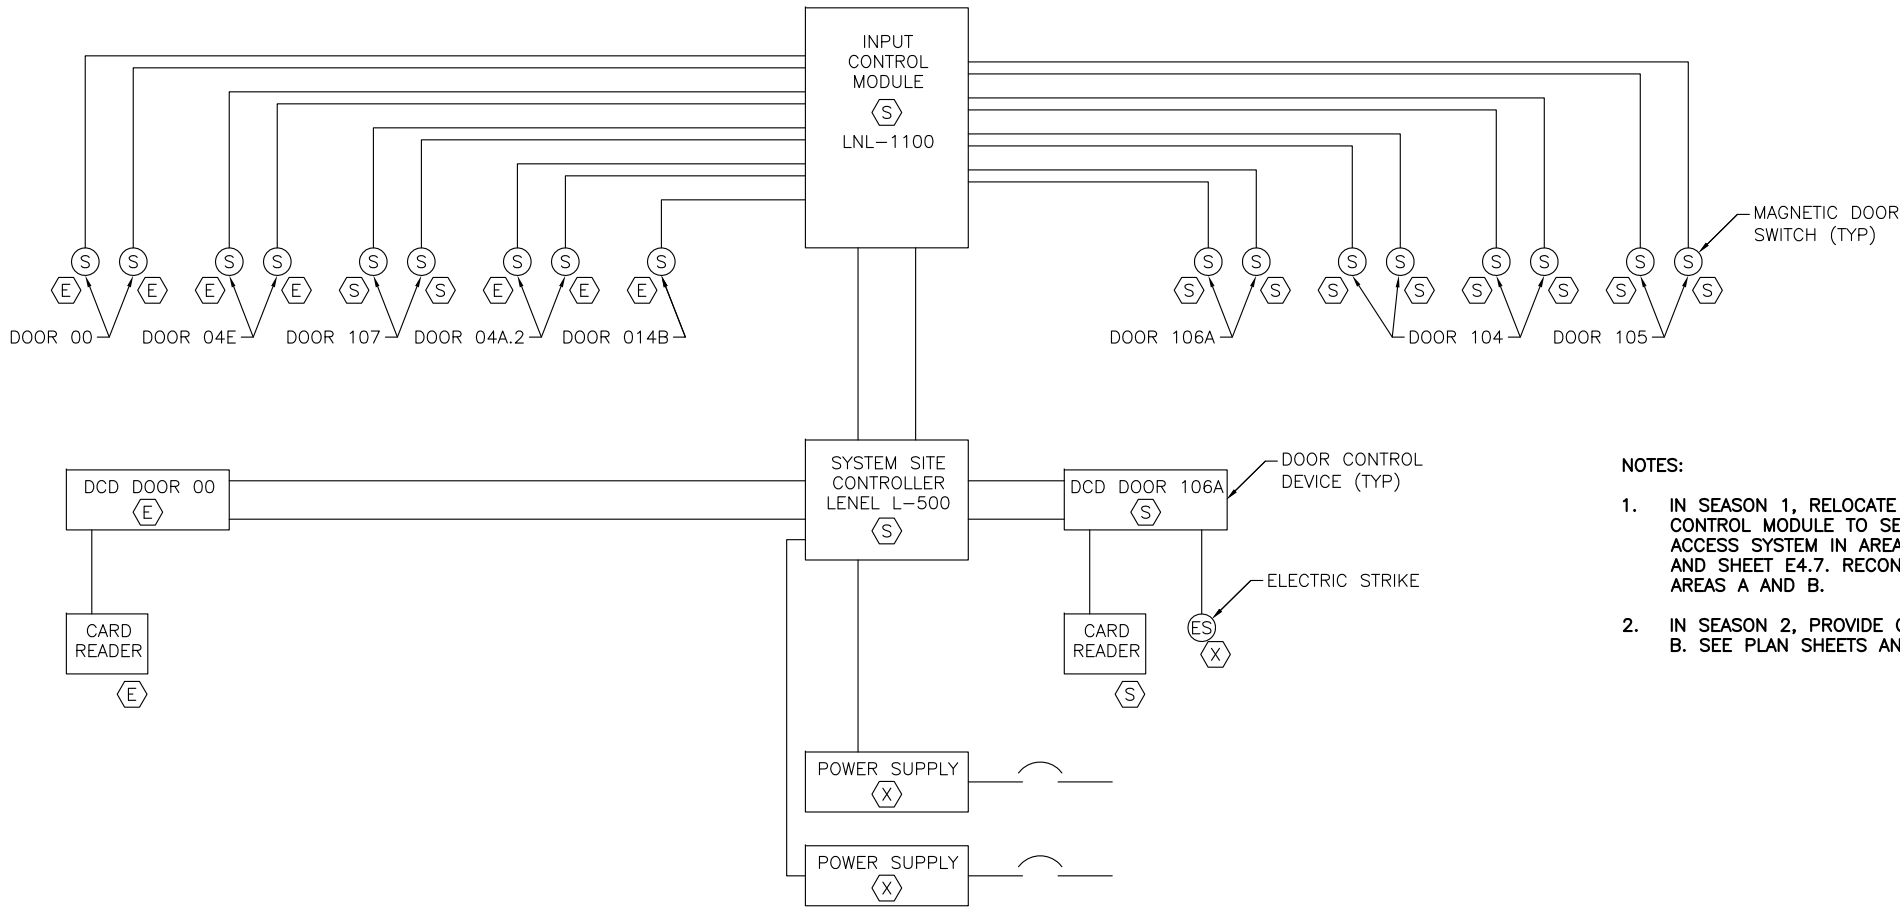 INPUT
CONTROL
MODULE
S
LNL-1100
MAGNETIC DOOR
SWITCH (TYP)
S S S S S S S S S S S S S S S S S
E E E E S S E E E S S S S S S S S
DOOR 00 DOOR 04E DOOR 107 DOOR 04A.2 DOOR 014B DOOR 106A DOOR 104 DOOR 105
SYSTEM SITE
CONTROLLER
LENEL L-500
S
DCD DOOR 00
E
DCD DOOR 106A
S
DOOR CONTROL
DEVICE (TYP)
ELECTRIC STRIKE
CARD
READER
E
CARD
READER
S
ES
X
POWER SUPPLY
X
POWER SUPPLY
X
NOTES:
1. IN SEASON 1, RELOCATE
CONTROL MODULE TO SE
ACCESS SYSTEM IN AREA
AND SHEET E4.7. RECON
AREAS A AND B.
2. IN SEASON 2, PROVIDE
B. SEE PLAN SHEETS AN